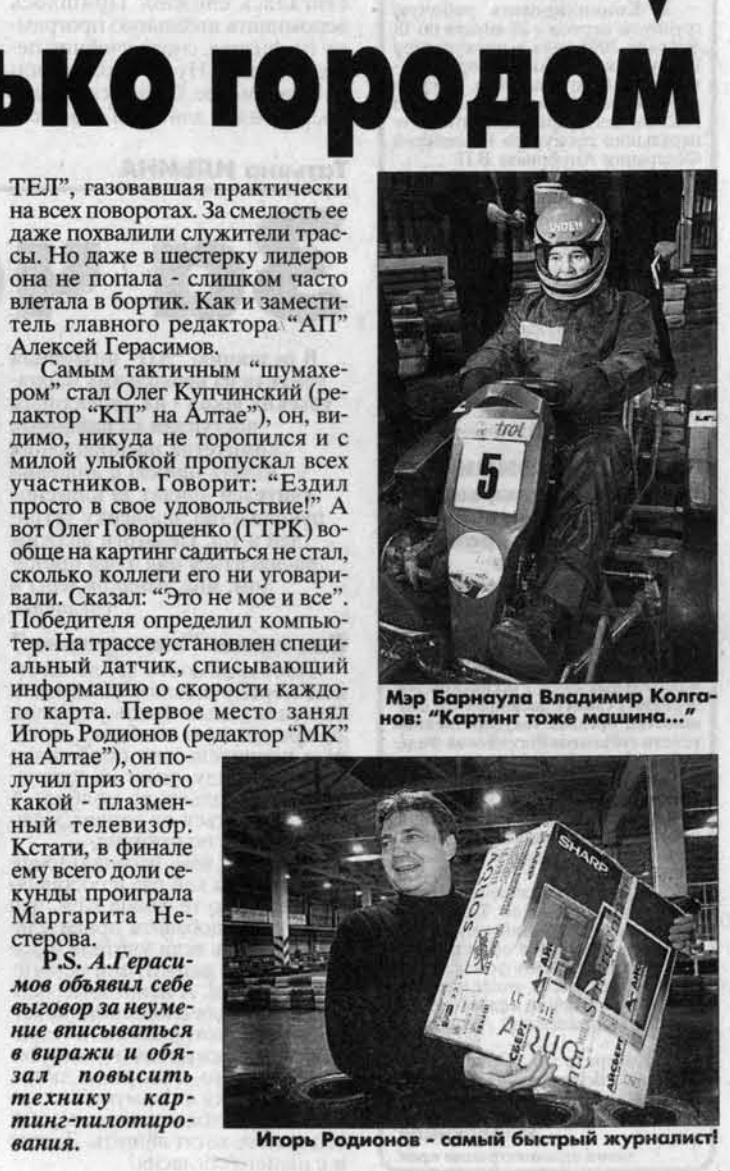 ько городом
ТЕЛ”, газовавшая практически
на всех поворотах. За смелость ее
даже похвалили служители трас-
сы. Но даже в шестерку лидеров
она не попала - слишком часто
влетала в бортик. Как и замести-
тель главного редактора “АП”
Алексей Герасимов.
Самым тактичным “шумахе-
ром” стал Олег Купчинский (ре-
дактор “КП” на Алтае”), он, ви-
димо, никуда не торопился и с
милой улыбкой пропускал всех
участников. Говорит: “Ездил
просто в свое удовольствие!” А
вот Олег Говорщенко (ГТРК) во-
обще на картинг садиться не стал,
сколько коллеги его ни уговари-
вали. Сказал: “Это не мое и все”.
Победителя определил компью-
тер. На трассе установлен специ-
альный датчик, списывающий
информацию о скорости каждо-
го карта. Первое место занял
Игорь Родионов (редактор “МК”
на Алтае”), он по-
лучил приз ого-го
какой - плазмен-
ный телевизор.
Кстати, в финале
ему всего доли се-
кунды проиграла
Маргарита Не-
стерова.
P.S. А.Гераси-
мов объявил себе
выговор за неуме-
ние вписываться
в виражи и обя-
зал повысить
технику кар-
тинг-пилотиро-
вания.
trol
5
Мэр Барнаула Владимир Колга-
нов: “Картинг тоже машина...”
SHARP
AQUOS
АЙСБЕРГ
Игорь Родионов - самый быстрый журналист!